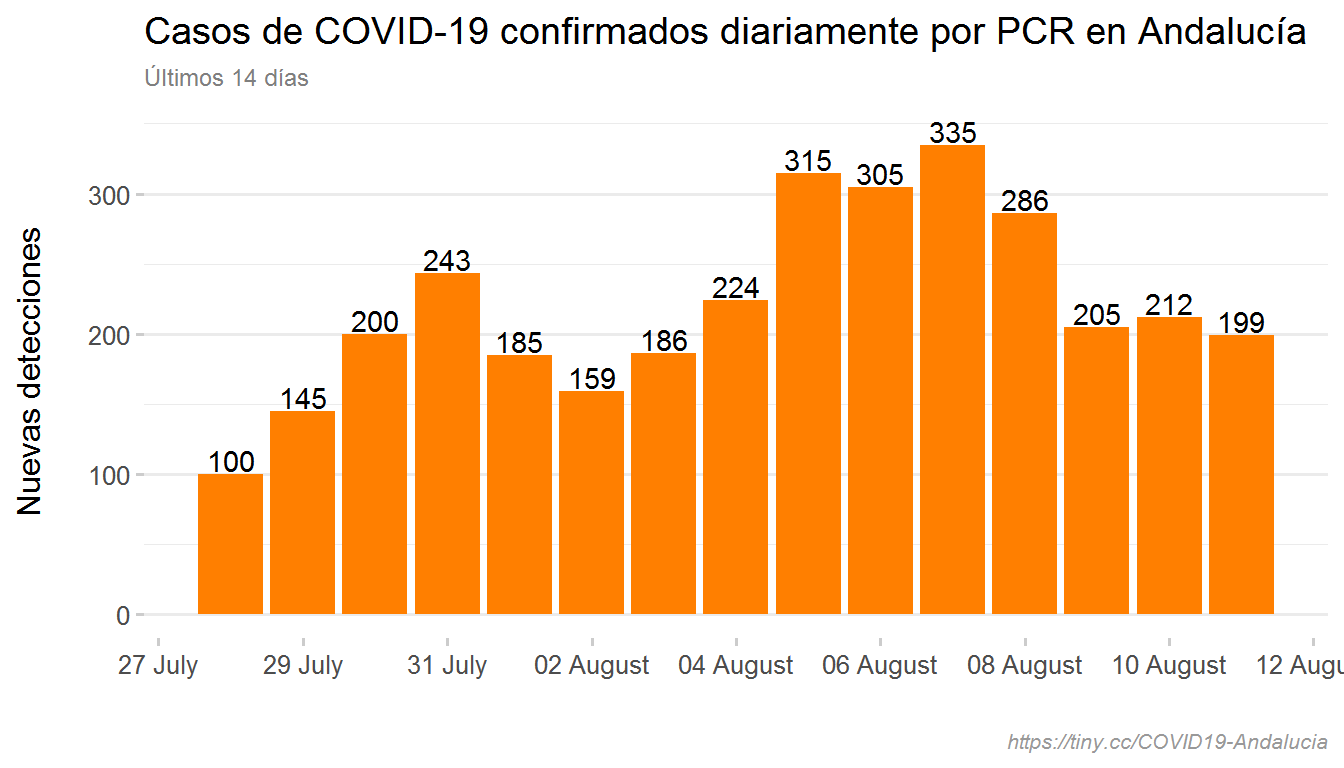 Casos de COVID-19 confirmados diariamente por PCR en Andalucía
Últimos 14 días
Nuevas detecciones
300
200
100
0
100
145
200
243
185
159
186
224
315
305
335
286
205
212
199
27 July
29 July
31 July
02 August
04 August
06 August
08 August
10 August
12 Augu
https://tiny.cc/COVID19-Andalucia